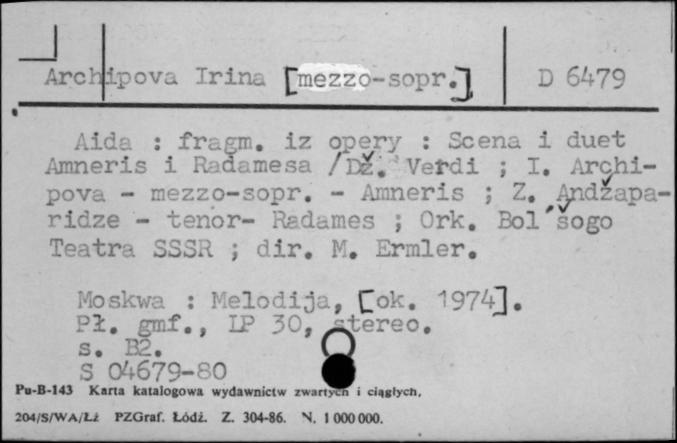 Archipova Irina [mezzo-sopr.] D 6479
Aida : fragm. iz opery : Scena i duet
Amneris i Radamesa / Dž. Verdi ; I. Archi-
pova - mezzo-sopr. - Amneris ; Z. Andžapa-
ridze - tenor- Radames ; Ork. Bol'šogo
Teatra SSSR ; dir. M. Ermler.
Moskwa : Melodija, [ok. 1974].
Pł. gmf., LP 30, stereo.
s. B2.
S 04679-80
Pu-B-143 Karta katalogowa wydawnictw zwartych i ciągłych,
204/S/WA/Łż PZGraf. Łódź. Z. 304-86. N. 1 000 000.